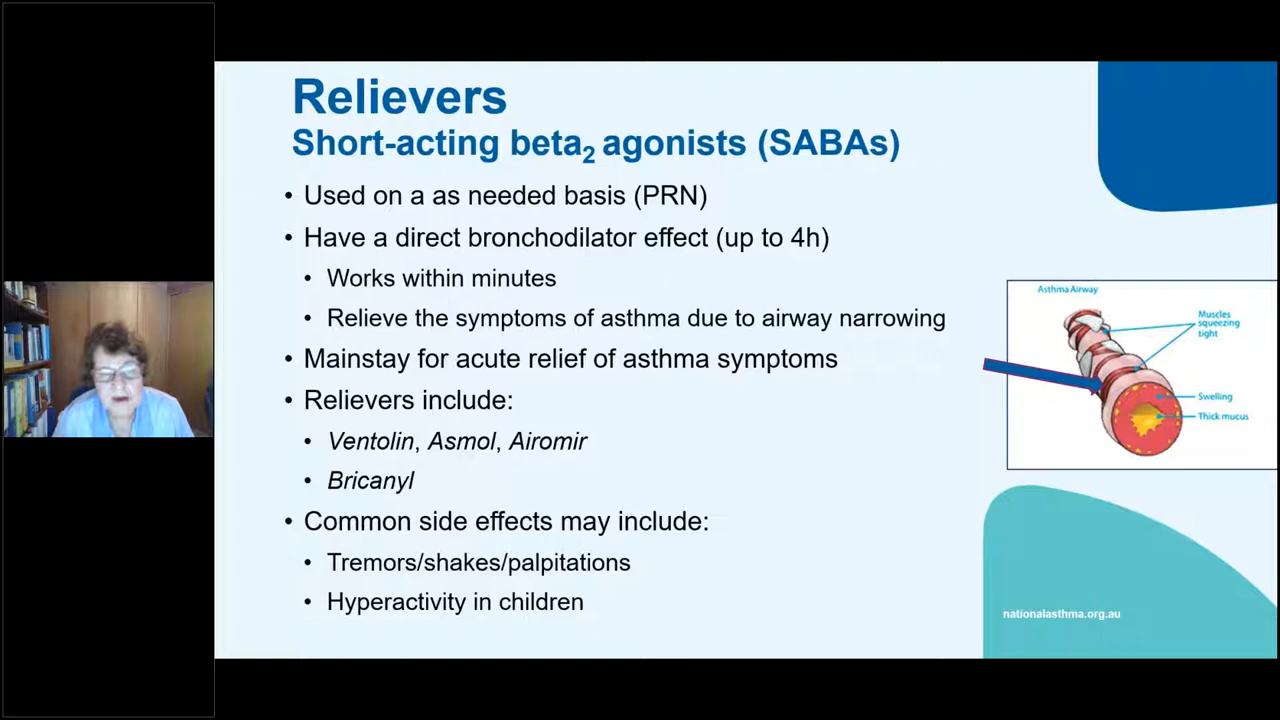 Relievers
Short-acting beta2 agonists (SABAs)
• Used on a as needed basis (PRN)
• Have a direct bronchodilator effect (up to 4h)
• Works within minutes
• Relieve the symptoms of asthma due to airway narrowing
• Mainstay for acute relief of asthma symptoms
• Relievers include:
• Ventolin, Asmol, Airomir
• Bricanyl
• Common side effects may include:
• Tremors/shakes/palpitations
• Hyperactivity in children
Asthma Airway
Muscles
squeezing
tight
Swelling
Thick mucus
nationalasthma.org.au